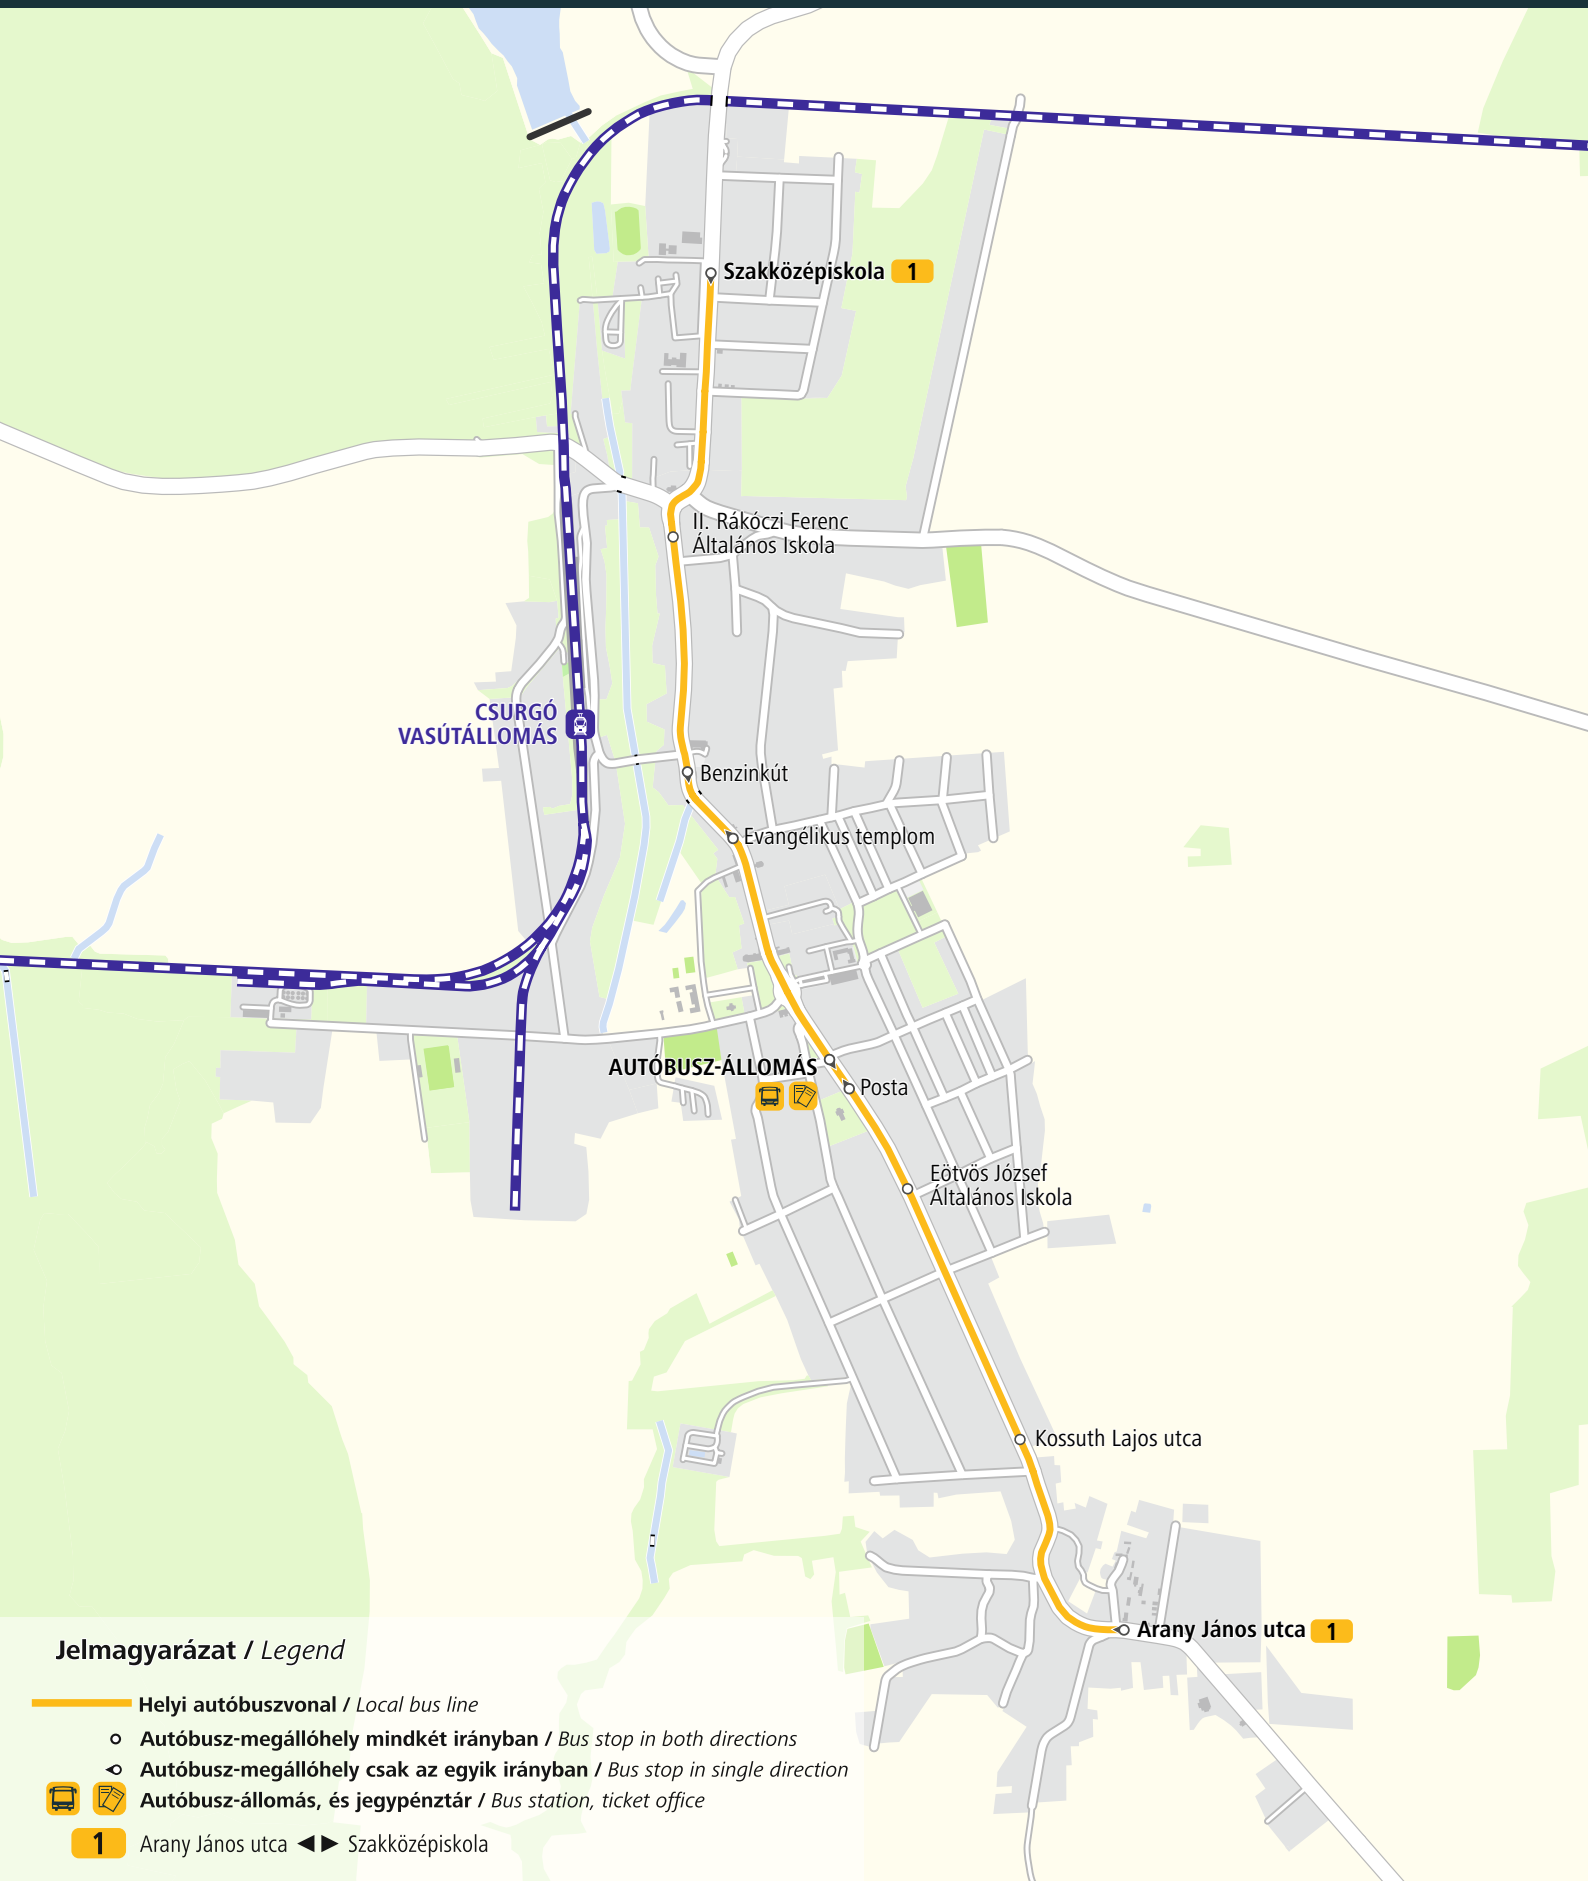 Szakközépiskola 1
II. Rákóczi Ferenc
Általános Iskola
CSURGÓ
VASÚTÁLLOMÁS
Benzinkút
Evangélikus templom
AUTÓBUSZ-ÁLLOMÁS
Posta
Eötvös József
Általános Iskola
Kossuth Lajos utca
Arany János utca 1
Jelmagyarázat / Legend
Helyi autóbuszvonal / Local bus line
Autóbusz-megállóhely mindkét irányban / Bus stop in both directions
Autóbusz-megállóhely csak az egyik irányban / Bus stop in single direction
Autóbusz-állomás, és jegypénztár / Bus station, ticket office
1 Arany János utca ◄► Szakközépiskola